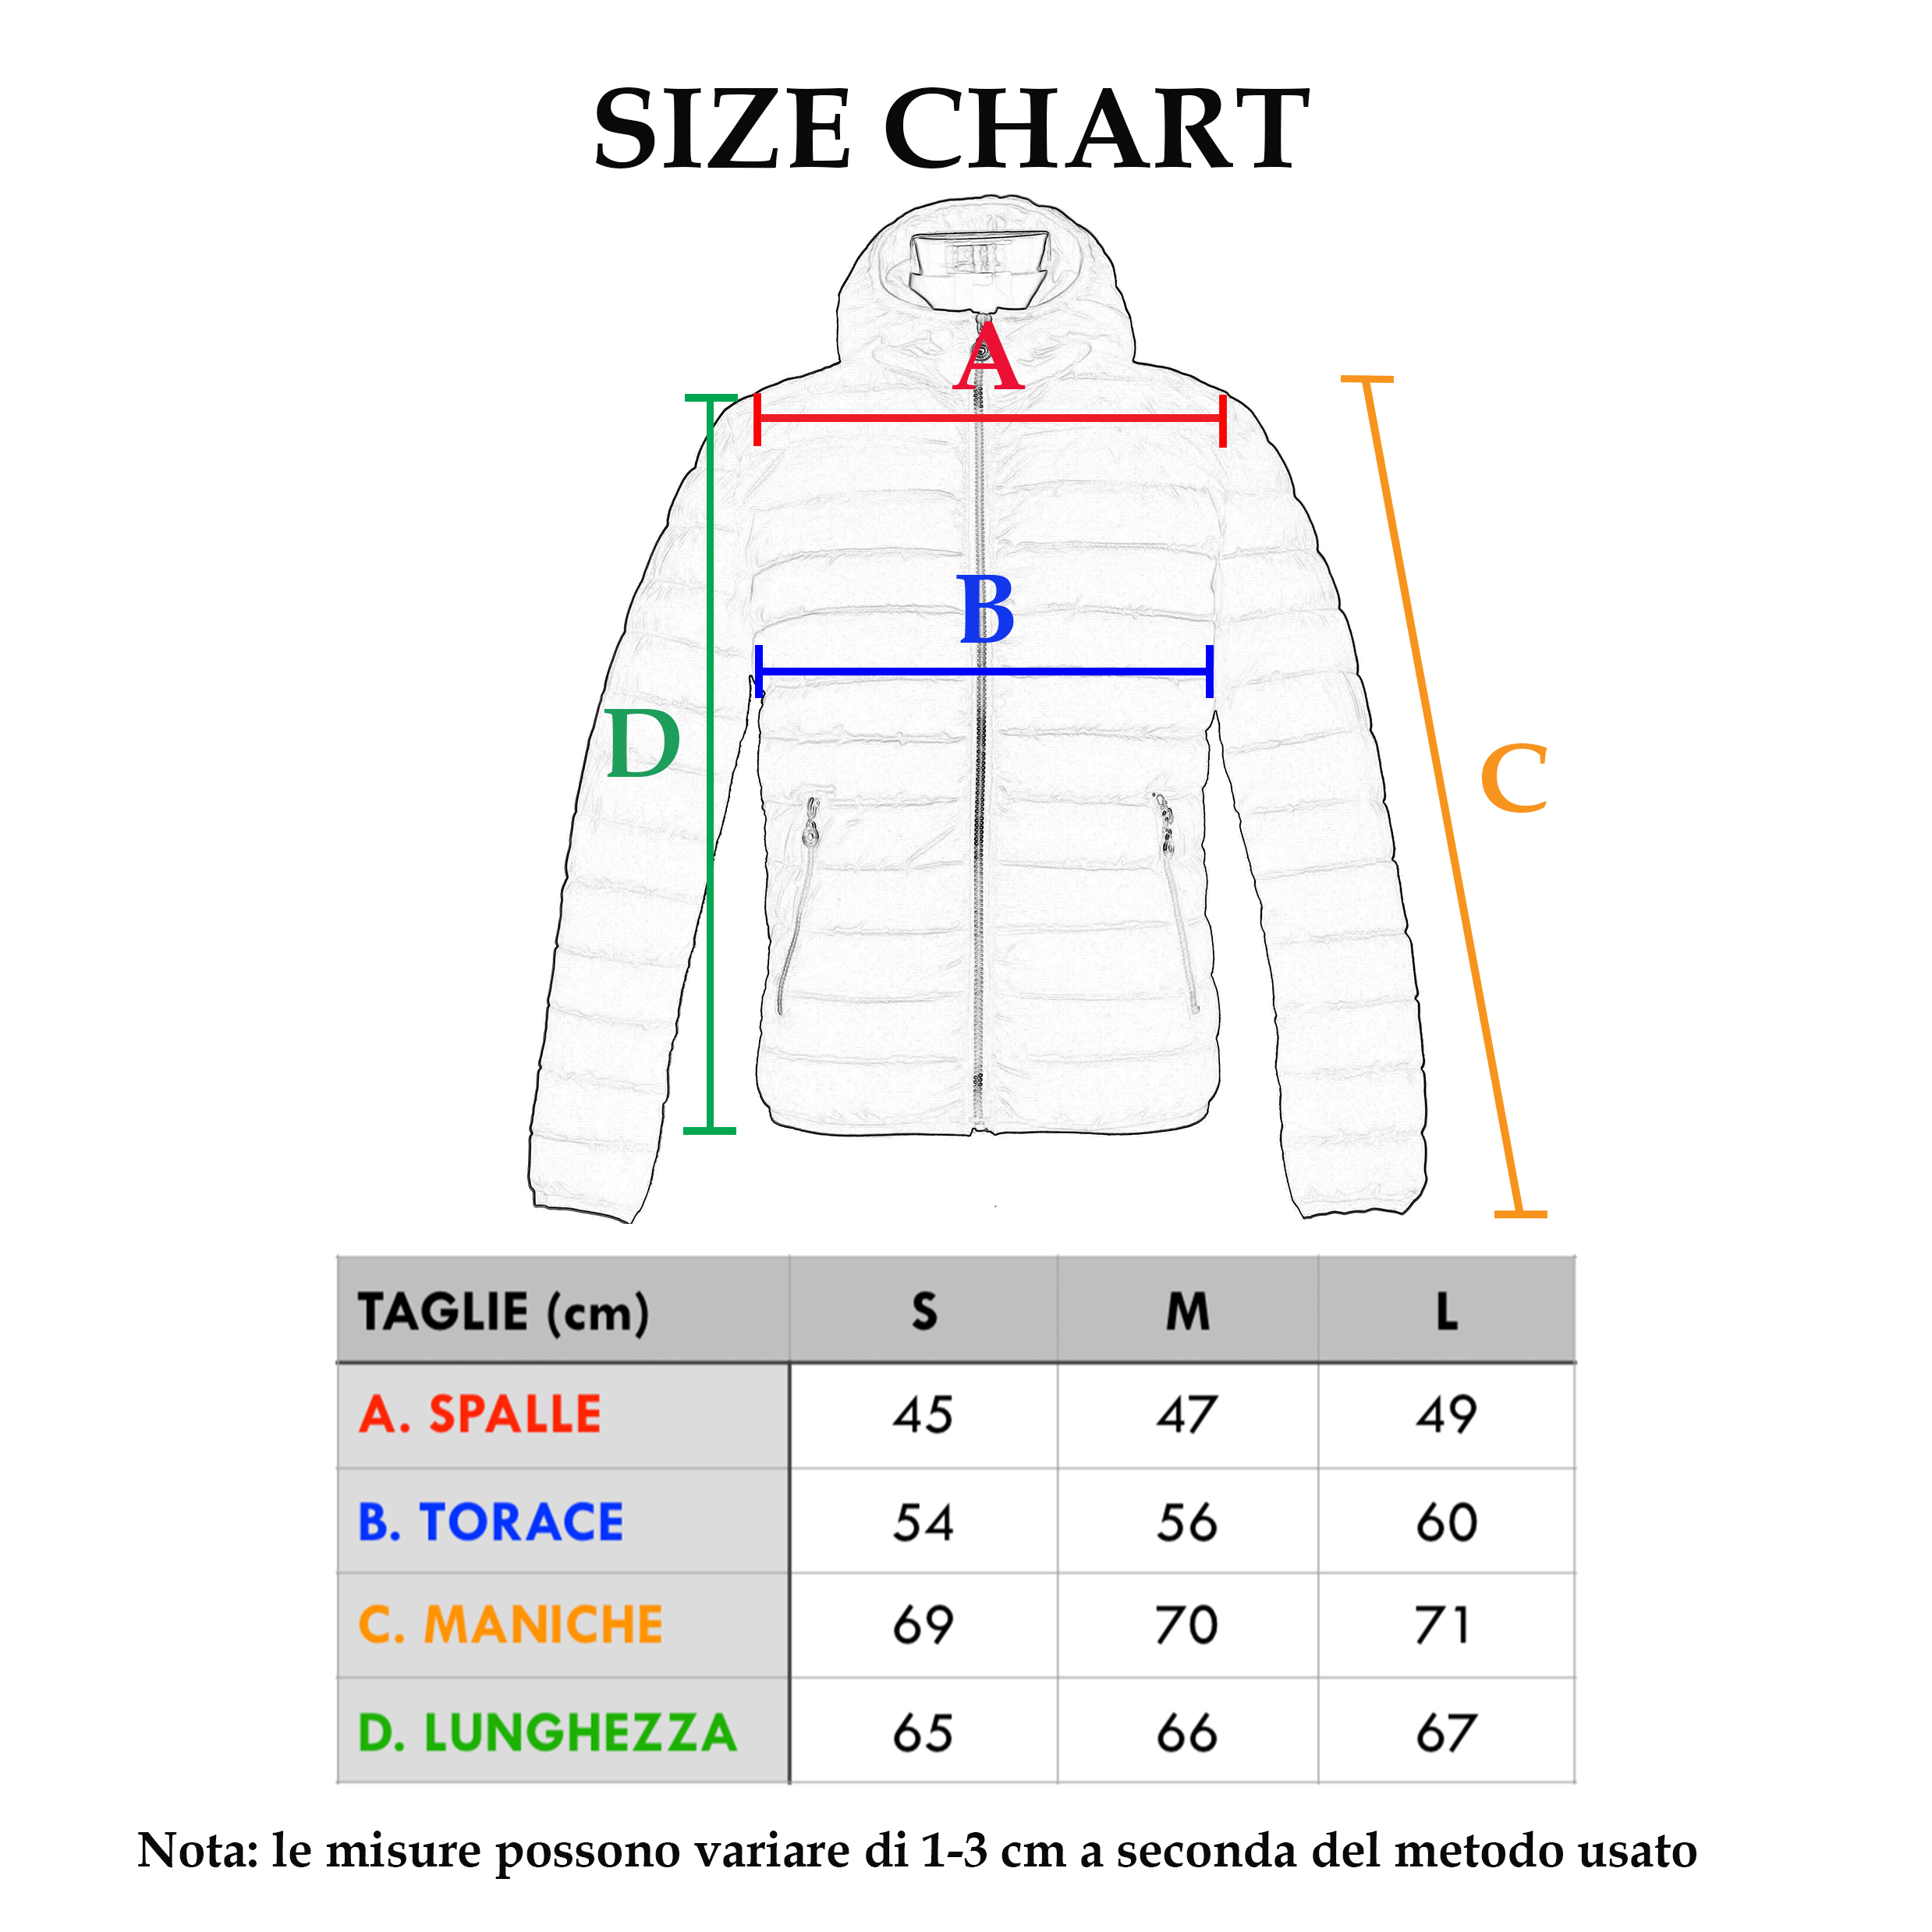 SIZE CHART
A
B
D
C
TAGLIE (cm) S M L
A. SPALLE 45 47 49
B. TORACE 54 56 60
C. MANICHE 69 70 71
D. LUNGHEZZA 65 66 67
Nota: le misure possono variare di 1-3 cm a seconda del metodo usato